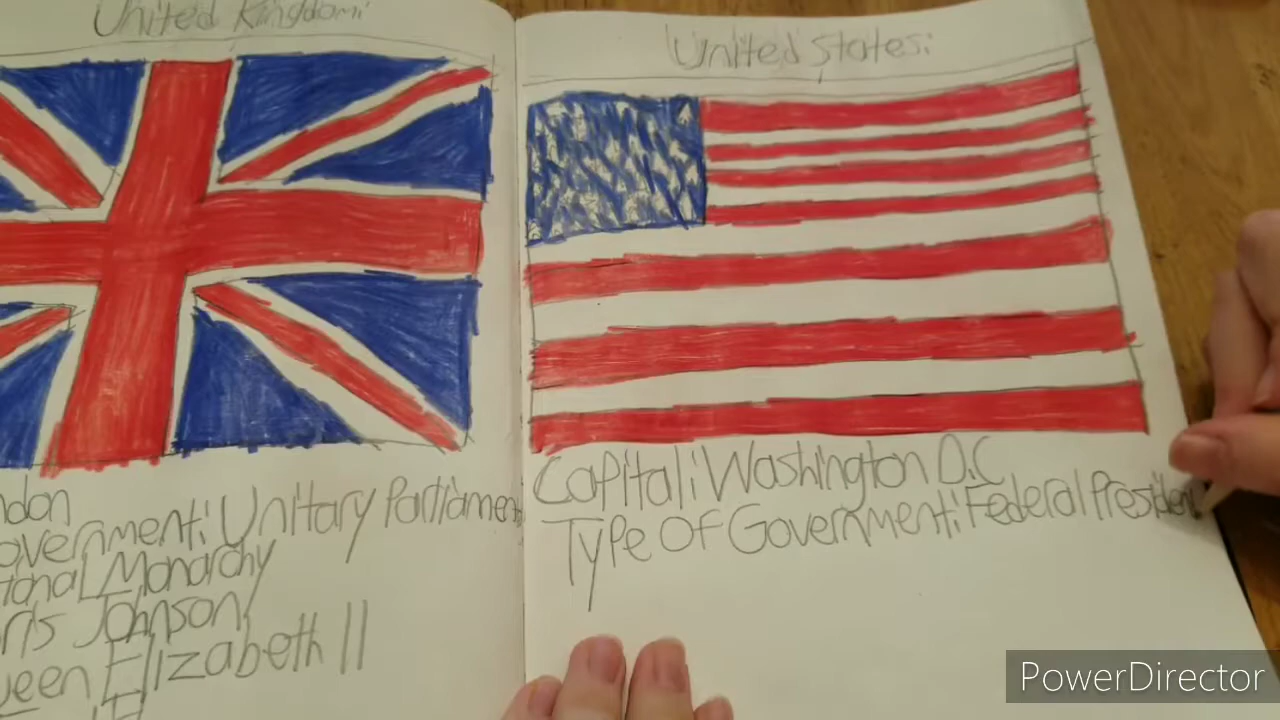 United Kingdom:
ndon
overnment: Unitary Parliamen
tional Monarchy
ris Johnson
ueen Elizabeth II
United States:
Capital: Washington D.C
Type Of Government: Federal Presiden
PowerDirector